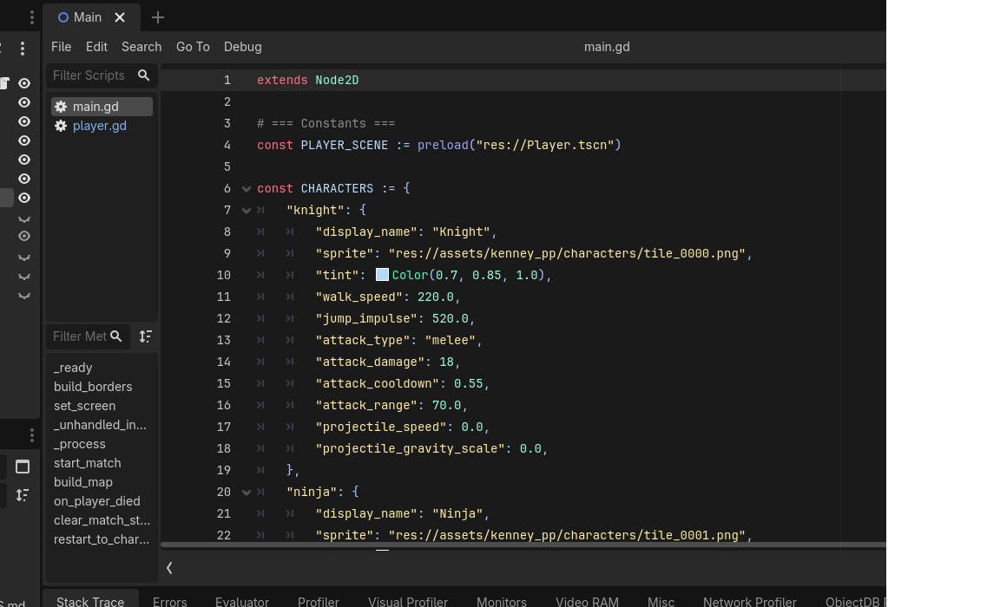 Main
File Edit Search Go To Debug main.gd
Filter Scripts
main.gd
player.gd
Filter Met
_ready
build_borders
set_screen
_unhandled_in...
_process
start_match
build_map
on_player_died
clear_match_st...
restart_to_char...
1 extends Node2D
2
3 # === Constants ===
4 const PLAYER_SCENE := preload("res://Player.tscn")
5
6 const CHARACTERS := {
7 "knight": {
8 "display_name": "Knight",
9 "sprite": "res://assets/kenney_pp/characters/tile_0000.png",
10 "tint": Color(0.7, 0.85, 1.0),
11 "walk_speed": 220.0,
12 "jump_impulse": 520.0,
13 "attack_type": "melee",
14 "attack_damage": 18,
15 "attack_cooldown": 0.55,
16 "attack_range": 70.0,
17 "projectile_speed": 0.0,
18 "projectile_gravity_scale": 0.0,
19 },
20 "ninja": {
21 "display_name": "Ninja",
22 "sprite": "res://assets/kenney_pp/characters/tile_0001.png",
Stack Trace Errors Evaluator Profiler Visual Profiler Monitors Video RAM Misc Network Profiler ObjectDB